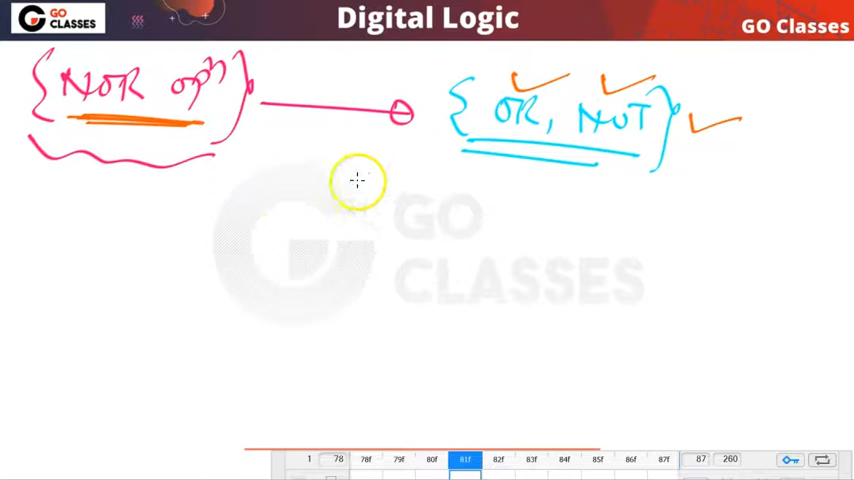 GO CLASSES
Digital Logic
GO Classes
{NOR opn}
{OR, NOT}
GO
CLASSES
1 78 78f 79f 80f 81f 82f 83f 84f 85f 86f 87f 87 260